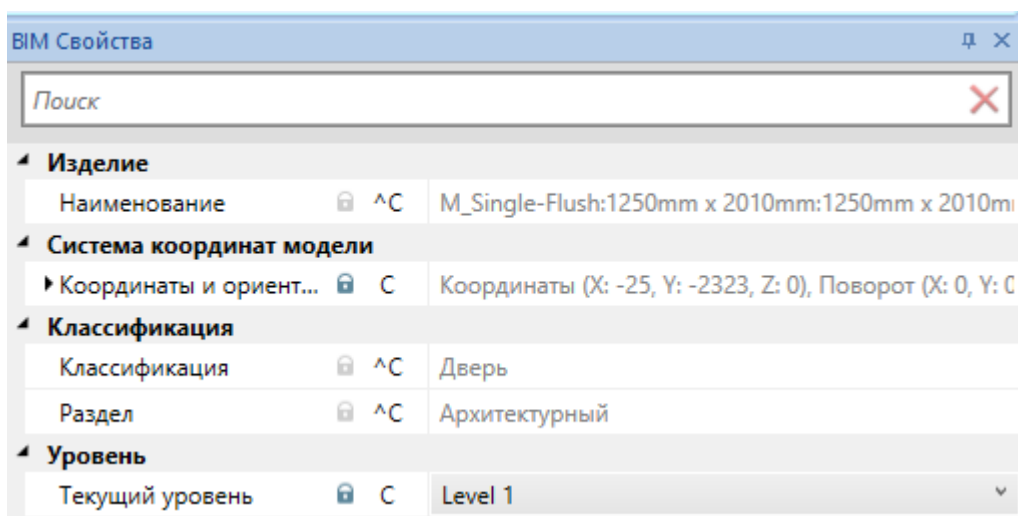 BIM Свойства
Поиск
Изделие
Наименование ^C M_Single-Flush:1250mm x 2010mm:1250mm x 2010m
Система координат модели
Координаты и ориент... C Координаты (X: -25, Y: -2323, Z: 0), Поворот (X: 0, Y: 0
Классификация
Классификация ^C Дверь
Раздел ^C Архитектурный
Уровень
Текущий уровень C Level 1